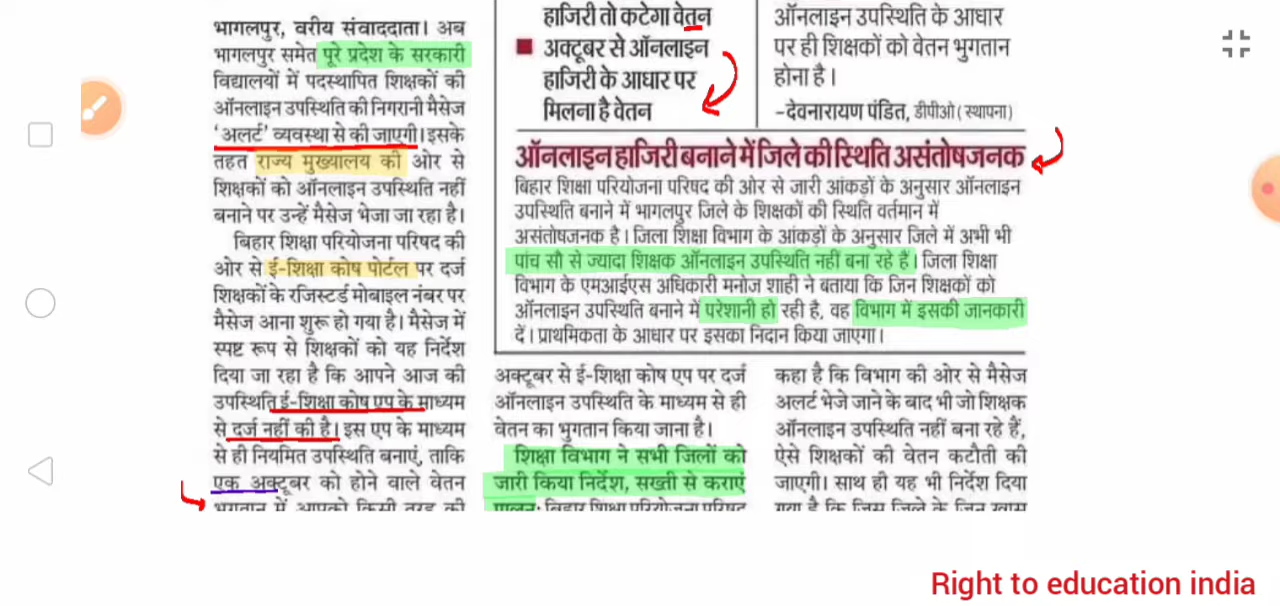 भागलपुर, वरीय संवाददाता। अब
भागलपुर समेत पूरे प्रदेश के सरकारी
विद्यालयों में पदस्थापित शिक्षकों की
ऑनलाइन उपस्थिति की निगरानी मैसेज
'अलर्ट' व्यवस्था से की जाएगी। इसके
तहत राज्य मुख्यालय की ओर से
शिक्षकों को ऑनलाइन उपस्थिति नहीं
बनाने पर उन्हें मैसेज भेजा जा रहा है।
बिहार शिक्षा परियोजना परिषद की
ओर से ई-शिक्षा कोष पोर्टल पर दर्ज
शिक्षकों के रजिस्टर्ड मोबाइल नंबर पर
मैसेज आना शुरू हो गया है। मैसेज में
स्पष्ट रूप से शिक्षकों को यह निर्देश
दिया जा रहा है कि आपने आज की
उपस्थिति ई-शिक्षा कोष एप के माध्यम
से दर्ज नहीं की है। इस एप के माध्यम
से ही नियमित उपस्थिति बनाएं, ताकि
एक अक्टूबर को होने वाले वेतन
भुगतान में आपको किसी तरह की
हाजिरी तो कटेगा वेतन
■ अक्टूबर से ऑनलाइन
हाजिरी के आधार पर
मिलना है वेतन
ऑनलाइन उपस्थिति के आधार
पर ही शिक्षकों को वेतन भुगतान
होना है।
-देवनारायण पंडित, डीपीओ (स्थापना)
ऑनलाइन हाजिरी बनाने में जिले की स्थिति असंतोषजनक
बिहार शिक्षा परियोजना परिषद की ओर से जारी आंकड़ों के अनुसार ऑनलाइन
उपस्थिति बनाने में भागलपुर जिले के शिक्षकों की स्थिति वर्तमान में
असंतोषजनक है। जिला शिक्षा विभाग के आंकड़ों के अनुसार जिले में अभी भी
पांच सौ से ज्यादा शिक्षक ऑनलाइन उपस्थिति नहीं बना रहे हैं। जिला शिक्षा
विभाग के एमआईएस अधिकारी मनोज शाही ने बताया कि जिन शिक्षकों को
ऑनलाइन उपस्थिति बनाने में परेशानी हो रही है, वह विभाग में इसकी जानकारी
दें। प्राथमिकता के आधार पर इसका निदान किया जाएगा।
अक्टूबर से ई-शिक्षा कोष एप पर दर्ज
ऑनलाइन उपस्थिति के माध्यम से ही
वेतन का भुगतान किया जाना है।
शिक्षा विभाग ने सभी जिलों को
जारी किया निर्देश, सख्ती से कराएं
पालन: बिहार शिक्षा परियोजना परिषद
कहा है कि विभाग की ओर से मैसेज
अलर्ट भेजे जाने के बाद भी जो शिक्षक
ऑनलाइन उपस्थिति नहीं बना रहे हैं,
ऐसे शिक्षकों की वेतन कटौती की
जाएगी। साथ ही यह भी निर्देश दिया
गया है कि जिस जिले के जिन
Right to education india